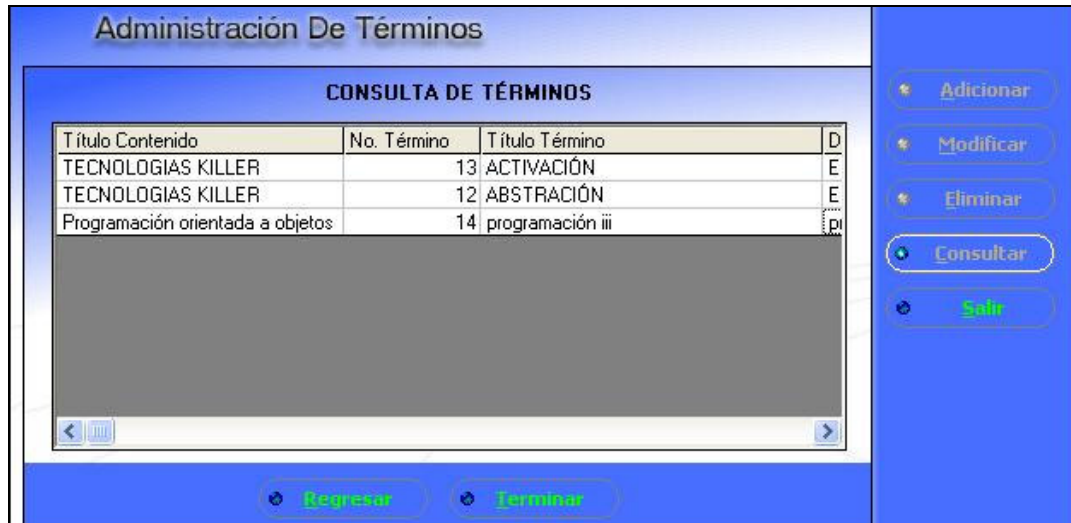 Administración De Términos
CONSULTA DE TÉRMINOS
Título Contenido No. Término Título Término D
TECNOLOGIAS KILLER 13 ACTIVACIÓN E
TECNOLOGIAS KILLER 12 ABSTRACIÓN E
Programación orientada a objetos 14 programación iii pr
Adicionar
Modificar
Eliminar
Consultar
Salir
Regresar Terminar